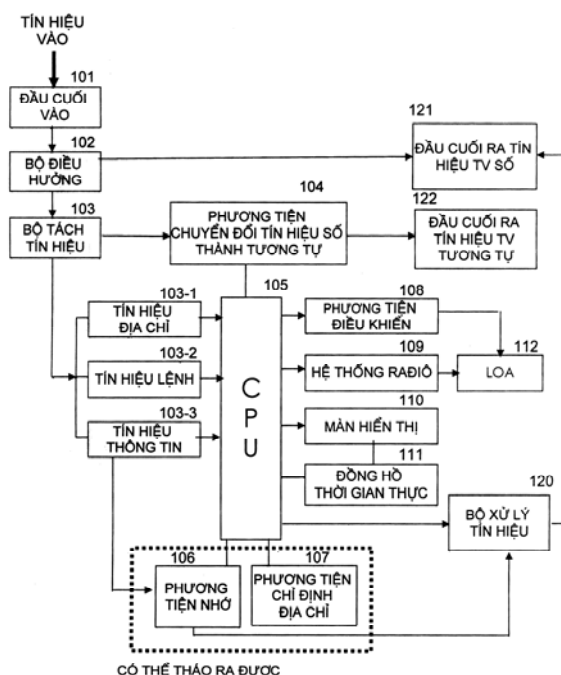 TÍN HIỆU
VÀO
101
ĐẦU CUỐI
VÀO
102
BỘ ĐIỀU
HƯỞNG
103
BỘ TÁCH
TÍN HIỆU
104
PHƯƠNG TIỆN
CHUYỂN ĐỔI TÍN HIỆU SỐ
THÀNH TƯƠNG TỰ
121
ĐẦU CUỐI RA TÍN
HIỆU TV SỐ
122
ĐẦU CUỐI RA
TÍN HIỆU TV
TƯƠNG TỰ
103-1
TÍN HIỆU
ĐỊA CHỈ
103-2
TÍN HIỆU LỆNH
103-3
TÍN HIỆU
THÔNG TIN
105
CPU
108
PHƯƠNG TIỆN
ĐIỀU KHIỂN
109
HỆ THỐNG RAĐIÔ
112
LOA
110
MÀN HIỂN THỊ
111
ĐỒNG HỒ
THỜI GIAN THỰC
120
BỘ XỬ LÝ
TÍN HIỆU
106
PHƯƠNG
TIỆN NHỚ
107
PHƯƠNG TIỆN
CHỈ ĐỊNH
ĐỊA CHỈ
CÓ THỂ THÁO RA ĐƯỢC